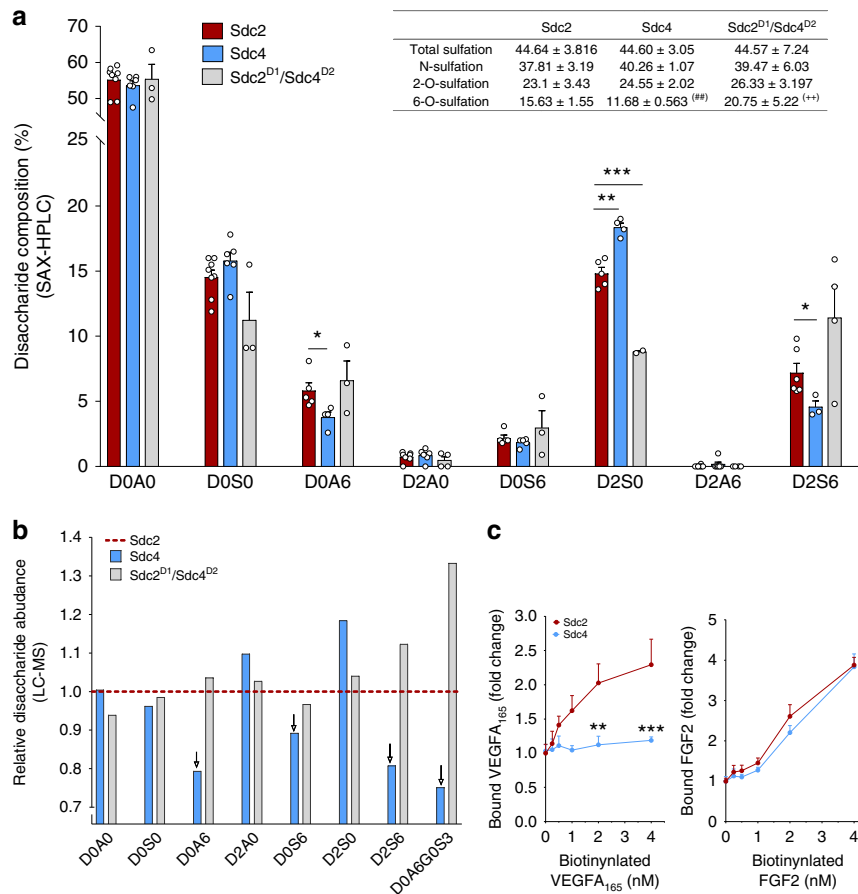 a
Sdc2
Sdc4
Sdc2D1/Sdc4D2
Sdc2 Sdc4 Sdc2D1/Sdc4D2
Total sulfation 44.64 ± 3.816 44.60 ± 3.05 44.57 ± 7.24
N-sulfation 37.81 ± 3.19 40.26 ± 1.07 39.47 ± 6.03
2-O-sulfation 23.1 ± 3.43 24.55 ± 2.02 26.33 ± 3.197
6-O-sulfation 15.63 ± 1.55 11.68 ± 0.563 (##) 20.75 ± 5.22 (++)
Disaccharide composition (%)
(SAX-HPLC)
60
50
25
20
15
10
5
0
*
***
**
*
D0A0 D0S0 D0A6 D2A0 D0S6 D2S0 D2A6 D2S6
b
Sdc2
Sdc4
Sdc2D1/Sdc4D2
Relative disaccharide abudance
(LC-MS)
1.4
1.3
1.2
1.1
1.0
0.9
0.8
0.7
D0A0 D0S0 D0A6 D2A0 D0S6 D2S0 D2S6 D0A6G0S3
c
Sdc2
Sdc4
Bound VEGFA165 (fold change)
3.0
2.5
2.0
1.5
1.0
0.5
0.0
** ***
0 1 2 3 4
Biotinynlated
VEGFA165 (nM)
Bound FGF2 (fold change)
5
4
3
2
1
0
0 1 2 3 4
Biotinynlated
FGF2 (nM)